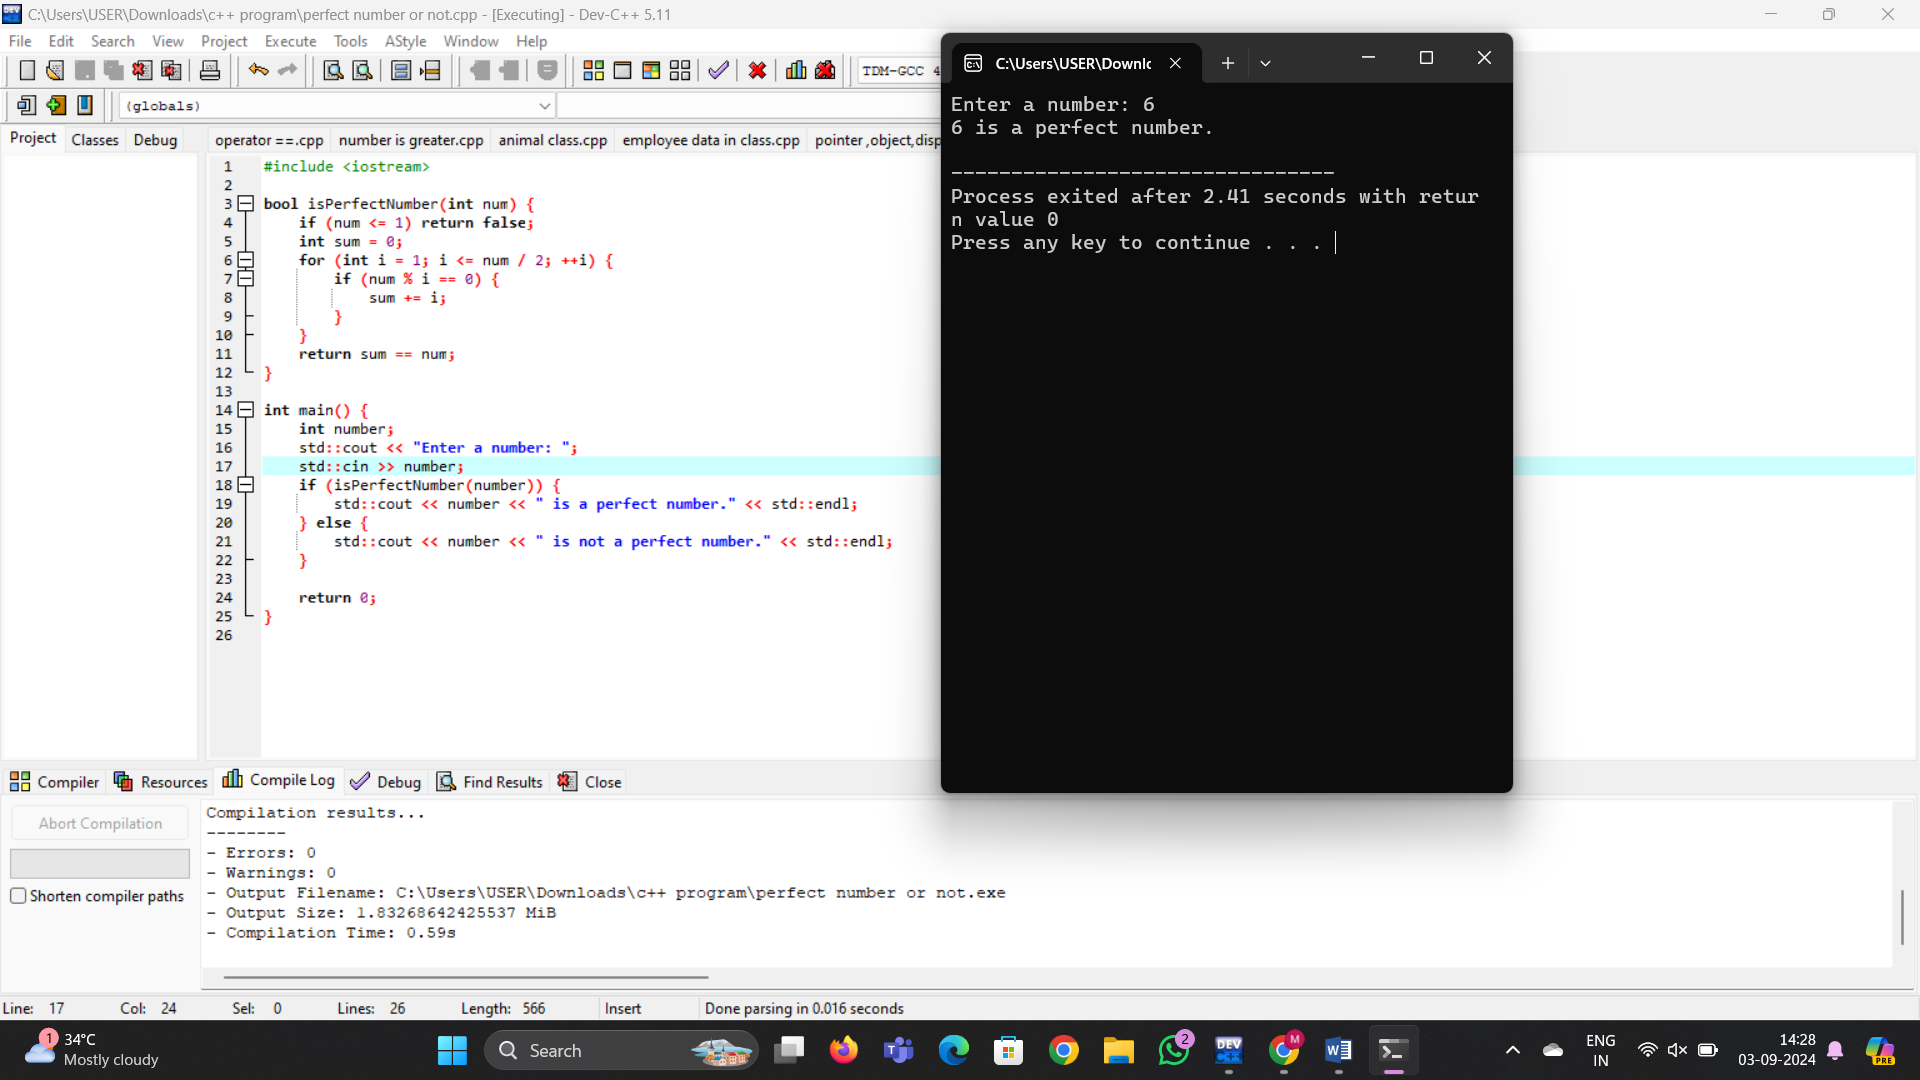 C:\Users\USER\Downloads\c++ program\perfect number or not.cpp - [Executing] - Dev-C++ 5.11
File Edit Search View Project Execute Tools AStyle Window Help
TDM-GCC 4
(globals)
Project Classes Debug
operator ==.cpp number is greater.cpp animal class.cpp employee data in class.cpp pointer ,object,disp
1 #include <iostream>
2
3 bool isPerfectNumber(int num) {
4 if (num <= 1) return false;
5 int sum = 0;
6 for (int i = 1; i <= num / 2; ++i) {
7 if (num % i == 0) {
8 sum += i;
9 }
10 }
11 return sum == num;
12 }
13
14 int main() {
15 int number;
16 std::cout << "Enter a number: ";
17 std::cin >> number;
18 if (isPerfectNumber(number)) {
19 std::cout << number << " is a perfect number." << std::endl;
20 } else {
21 std::cout << number << " is not a perfect number." << std::endl;
22 }
23
24 return 0;
25 }
26
C:\Users\USER\Downlc
Enter a number: 6
6 is a perfect number.
--------------------------------
Process exited after 2.41 seconds with retur
n value 0
Press any key to continue . . .
Compiler Resources Compile Log Debug Find Results Close
Abort Compilation
Shorten compiler paths
Compilation results...
--------
- Errors: 0
- Warnings: 0
- Output Filename: C:\Users\USER\Downloads\c++ program\perfect number or not.exe
- Output Size: 1.83268642425537 MiB
- Compilation Time: 0.59s
Line: 17 Col: 24 Sel: 0 Lines: 26 Length: 566 Insert Done parsing in 0.016 seconds
1
34°C
Mostly cloudy
Search
2
DEV
C++
M
ENG
IN
14:28
03-09-2024
PRE